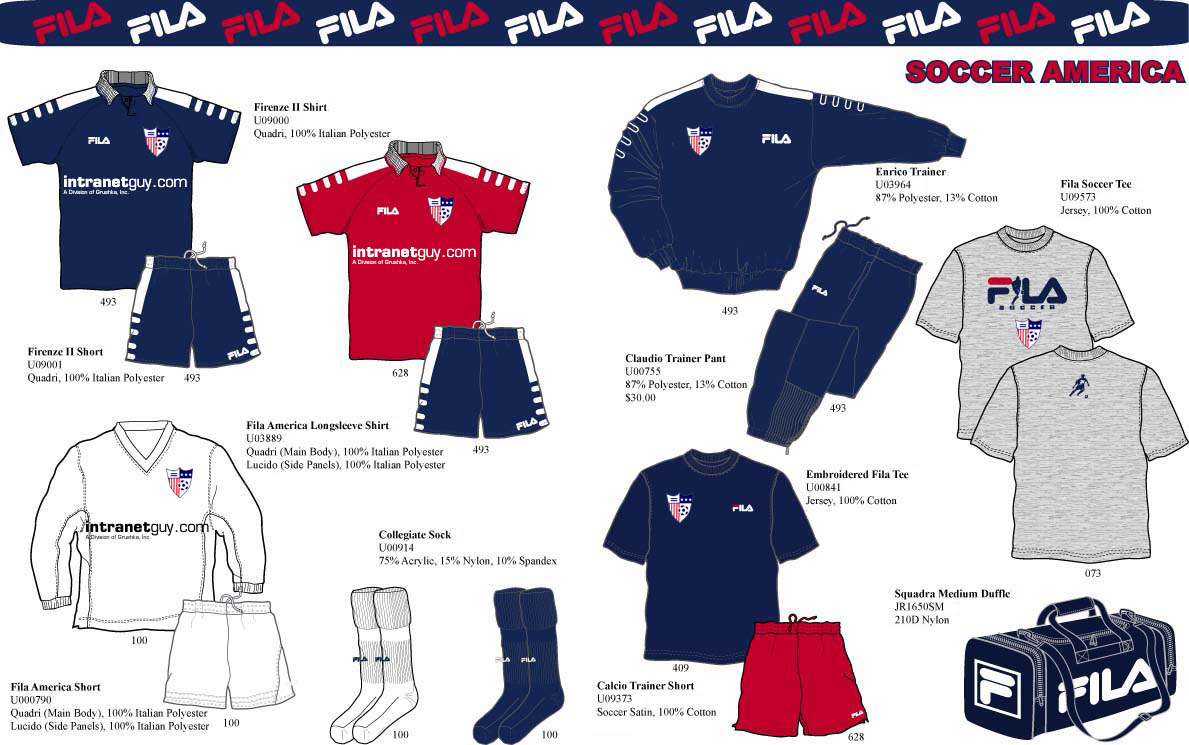 FILA FILA FILA FILA FILA FILA FILA FILA FILA FILA FILA FILA
SOCCER AMERICA
Firenze II Shirt
U09000
Quadri, 100% Italian Polyester
FILA
intranetguy.com
A Division of Grushka, Inc.
493
Firenze II Short
U09001
Quadri, 100% Italian Polyester
FILA
493
FILA
intranetguy.com
A Division of Grushka, Inc.
628
FILA
493
Fila America Longsleeve Shirt
U03889
Quadri (Main Body), 100% Italian Polyester
Lucido (Side Panels), 100% Italian Polyester
intranetguy.com
A Division of Grushka, Inc.
100
Fila America Short
U000790
Quadri (Main Body), 100% Italian Polyester
Lucido (Side Panels), 100% Italian Polyester
100
Collegiate Sock
U00914
75% Acrylic, 15% Nylon, 10% Spandex
FILA FILA
100
FILA FILA
100
FILA
Enrico Trainer
U03964
87% Polyester, 13% Cotton
493
Claudio Trainer Pant
U00755
87% Polyester, 13% Cotton
$30.00
FILA
493
Fila Soccer Tee
U09573
Jersey, 100% Cotton
FILA
SOCCER
073
Embroidered Fila Tee
U00841
Jersey, 100% Cotton
FILA
409
Calcio Trainer Short
U09373
Soccer Satin, 100% Cotton
FILA
628
Squadra Medium Duffle
JR1650SM
210D Nylon
F
FILA